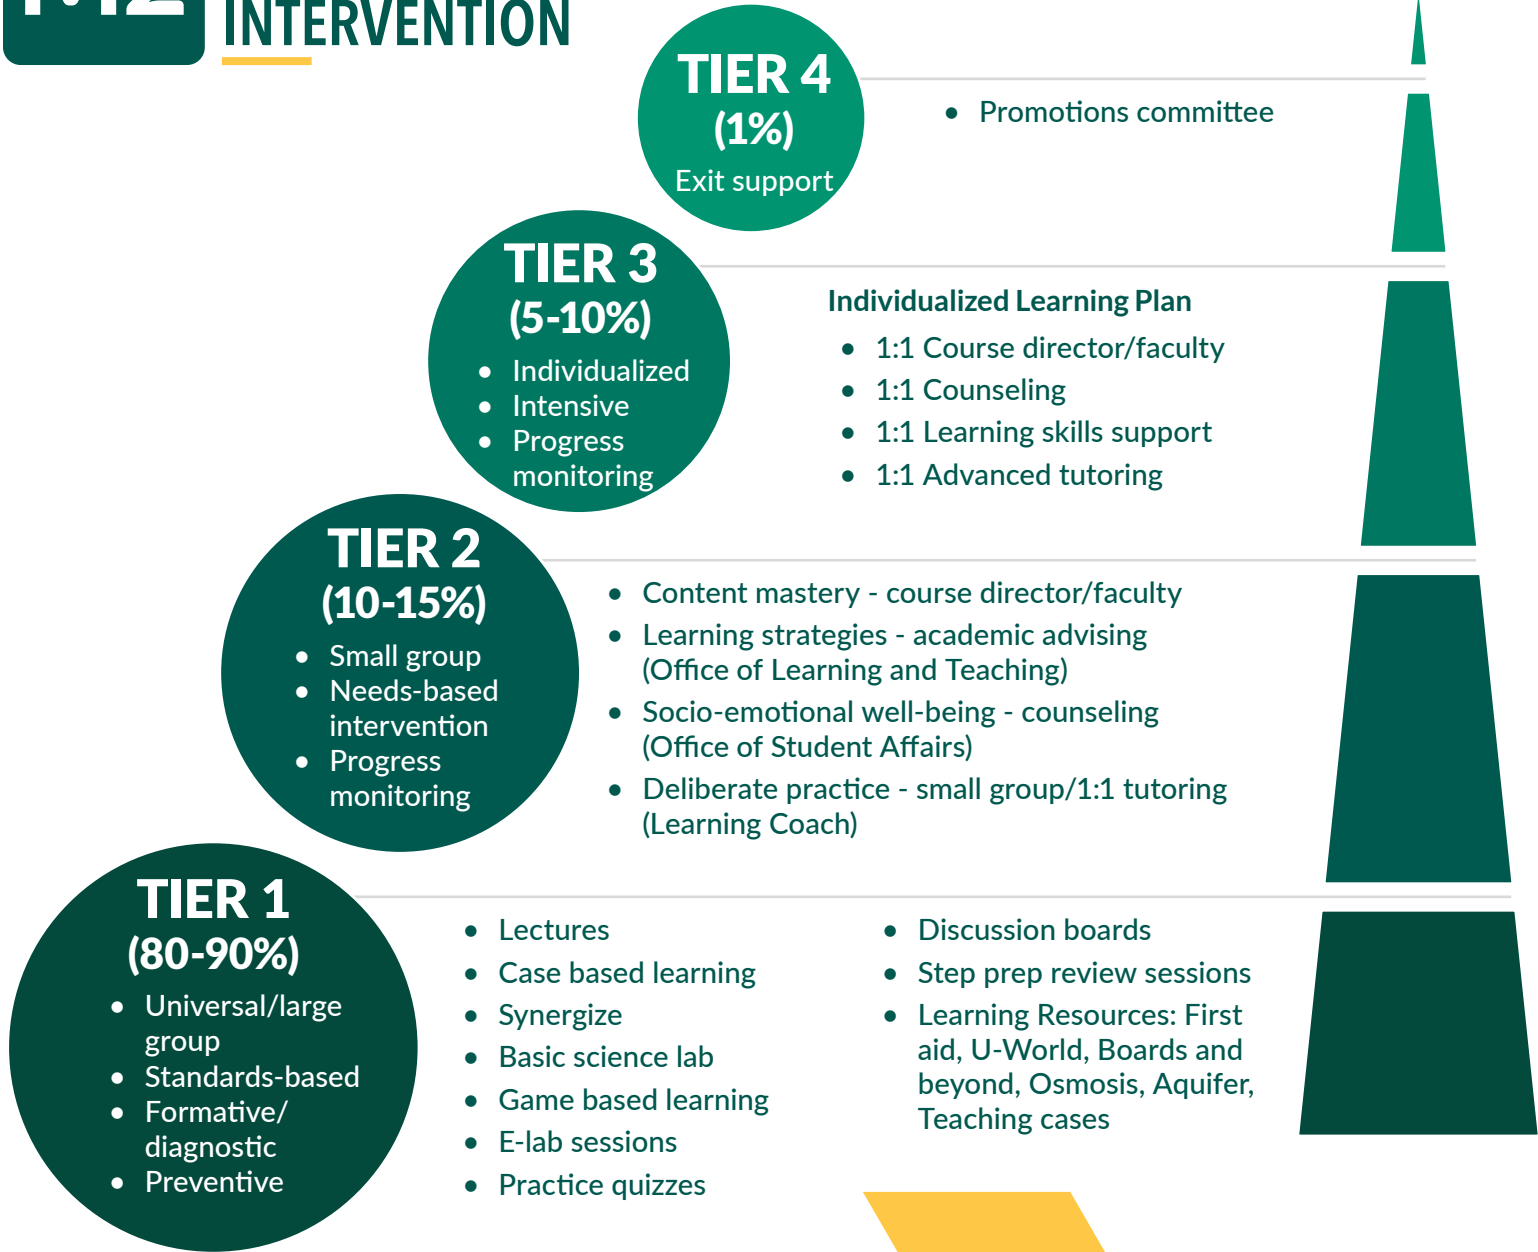 INTERVENTION
TIER 4
(1%)
Exit support
• Promotions committee
TIER 3
(5-10%)
• Individualized
• Intensive
• Progress
monitoring
Individualized Learning Plan
• 1:1 Course director/faculty
• 1:1 Counseling
• 1:1 Learning skills support
• 1:1 Advanced tutoring
TIER 2
(10-15%)
• Small group
• Needs-based
intervention
• Progress
monitoring
• Content mastery - course director/faculty
• Learning strategies - academic advising
(Office of Learning and Teaching)
• Socio-emotional well-being - counseling
(Office of Student Affairs)
• Deliberate practice - small group/1:1 tutoring
(Learning Coach)
TIER 1
(80-90%)
• Universal/large
group
• Standards-based
• Formative/
diagnostic
• Preventive
• Lectures
• Case based learning
• Synergize
• Basic science lab
• Game based learning
• E-lab sessions
• Practice quizzes
• Discussion boards
• Step prep review sessions
• Learning Resources: First
aid, U-World, Boards and
beyond, Osmosis, Aquifer,
Teaching cases